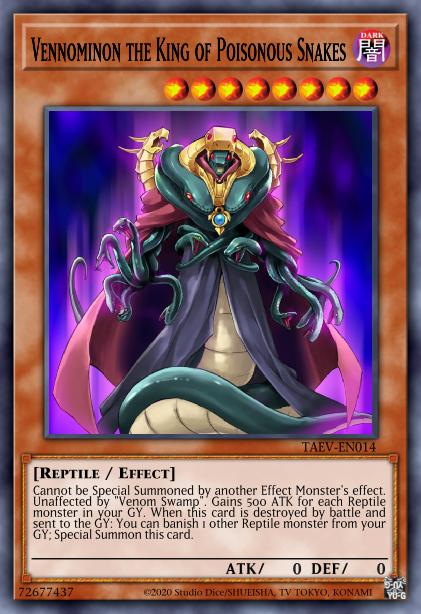 VENNOMINON THE KING OF POISONOUS SNAKES
DARK
闇
TAEV-EN014
[REPTILE / EFFECT]
Cannot be Special Summoned by another Effect Monster's effect.
Unaffected by "Venom Swamp". Gains 500 ATK for each Reptile
monster in your GY. When this card is destroyed by battle and
sent to the GY: You can banish 1 other Reptile monster from your
GY; Special Summon this card.
ATK/ 0 DEF/ 0
72677437
©2020 Studio Dice/SHUEISHA, TV TOKYO, KONAMI